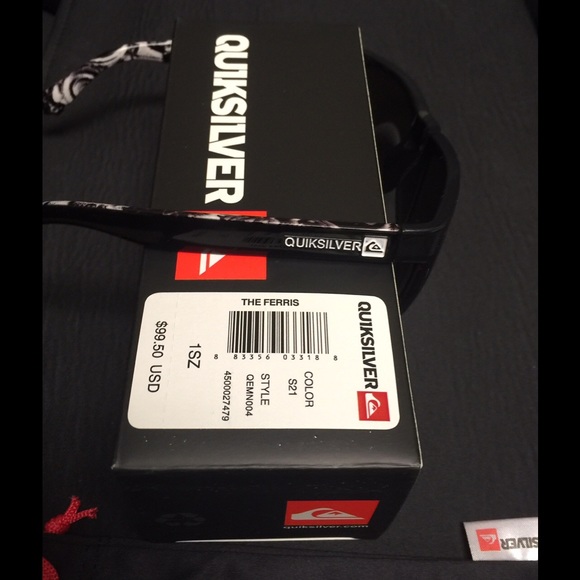 QUIKSILVER
QUIKSILVER
THE FERRIS
8 83356 03318 8
QUIKSILVER
COLOR
S21
STYLE
QEMN004
4500027479
1SZ
$99.50 USD
quiksilver.com
KSILVER